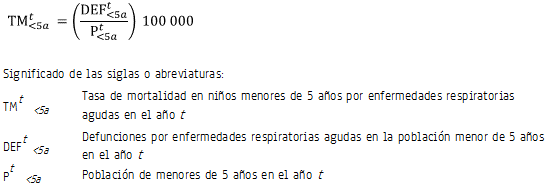 TM^t_<5a = (DEF^t_<5a / P^t_<5a) 100 000
Significado de las siglas o abreviaturas:
TM^t_<5a Tasa de mortalidad en niños menores de 5 años por enfermedades respiratorias
agudas en el año t
DEF^t_<5a Defunciones por enfermedades respiratorias agudas en la población menor de 5 años
en el año t
P^t_<5a Población de menores de 5 años en el año t